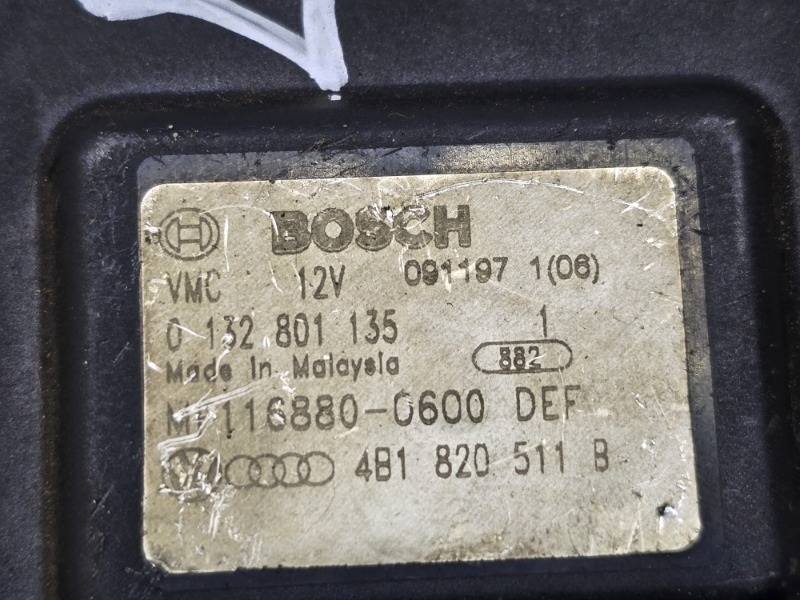 BOSCH
VMC 12V 091197 1(06)
0 132 801 135 1
Made In Malaysia 882
116880-0600 DEF
4B1 820 511 B